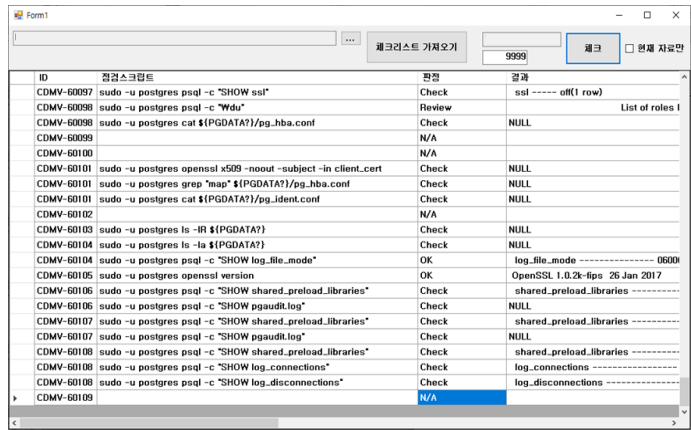 Form1
...
체크리스트 가져오기
9999
체크
현재 자료만
ID 점검스크립트 판정 결과
CDMV-60097 sudo -u postgres psql -c "SHOW ssl" Check ssl ----- off(1 row)
CDMV-60098 sudo -u postgres psql -c "₩du" Review List of roles
CDMV-60098 sudo -u postgres cat ${PGDATA?}/pg_hba.conf Check NULL
CDMV-60099 N/A
CDMV-60100 N/A
CDMV-60101 sudo -u postgres openssl x509 -noout -subject -in client_cert Check NULL
CDMV-60101 sudo -u postgres grep "map" ${PGDATA?}/pg_hba.conf Check NULL
CDMV-60101 sudo -u postgres cat ${PGDATA?}/pg_ident.conf Check NULL
CDMV-60102 N/A
CDMV-60103 sudo -u postgres ls -lR ${PGDATA?} Check NULL
CDMV-60104 sudo -u postgres ls -la ${PGDATA?} Check NULL
CDMV-60104 sudo -u postgres psql -c "SHOW log_file_mode" OK log_file_mode --------------- 0600
CDMV-60105 sudo -u postgres openssl version OK OpenSSL 1.0.2k-fips 26 Jan 2017
CDMV-60106 sudo -u postgres psql -c "SHOW shared_preload_libraries" Check shared_preload_libraries ----------
CDMV-60106 sudo -u postgres psql -c "SHOW pgaudit.log" Check NULL
CDMV-60107 sudo -u postgres psql -c "SHOW shared_preload_libraries" Check shared_preload_libraries ----------
CDMV-60107 sudo -u postgres psql -c "SHOW pgaudit.log" Check NULL
CDMV-60108 sudo -u postgres psql -c "SHOW shared_preload_libraries" Check shared_preload_libraries ----------
CDMV-60108 sudo -u postgres psql -c "SHOW log_connections" Check log_connections -----------------
CDMV-60108 sudo -u postgres psql -c "SHOW log_disconnections" Check log_disconnections ---------------
CDMV-60109 N/A